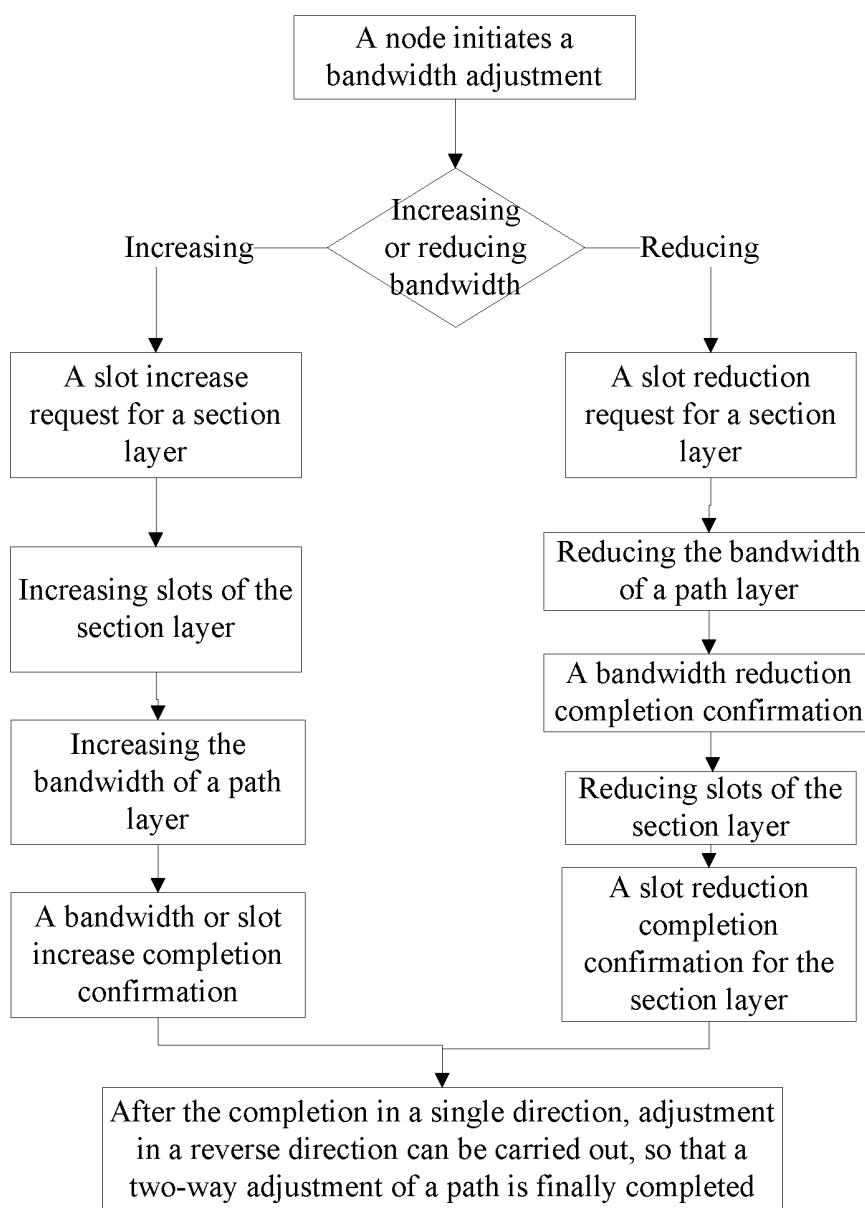 A node initiates a
bandwidth adjustment
Increasing
or reducing
bandwidth
Increasing
Reducing
A slot increase
request for a section
layer
Increasing slots of the
section layer
Increasing the
bandwidth of a path
layer
A bandwidth or slot
increase completion
confirmation
A slot reduction
request for a section
layer
Reducing the bandwidth
of a path layer
A bandwidth reduction
completion confirmation
Reducing slots of the
section layer
A slot reduction
completion
confirmation for the
section layer
After the completion in a single direction, adjustment
in a reverse direction can be carried out, so that a
two-way adjustment of a path is finally completed